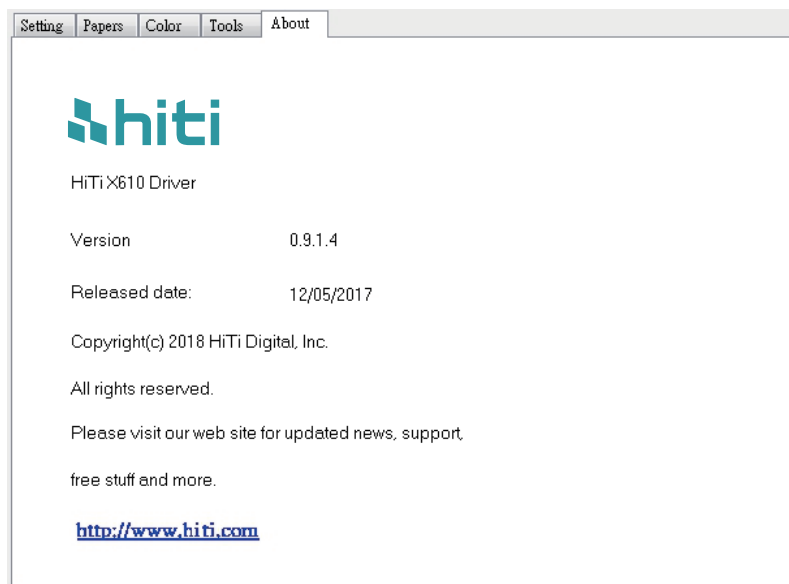 Setting Papers Color Tools About
hiti
HiTi X610 Driver
Version 0.9.1.4
Released date: 12/05/2017
Copyright(c) 2018 HiTi Digital, Inc.
All rights reserved.
Please visit our web site for updated news, support,
free stuff and more.
http://www.hiti.com